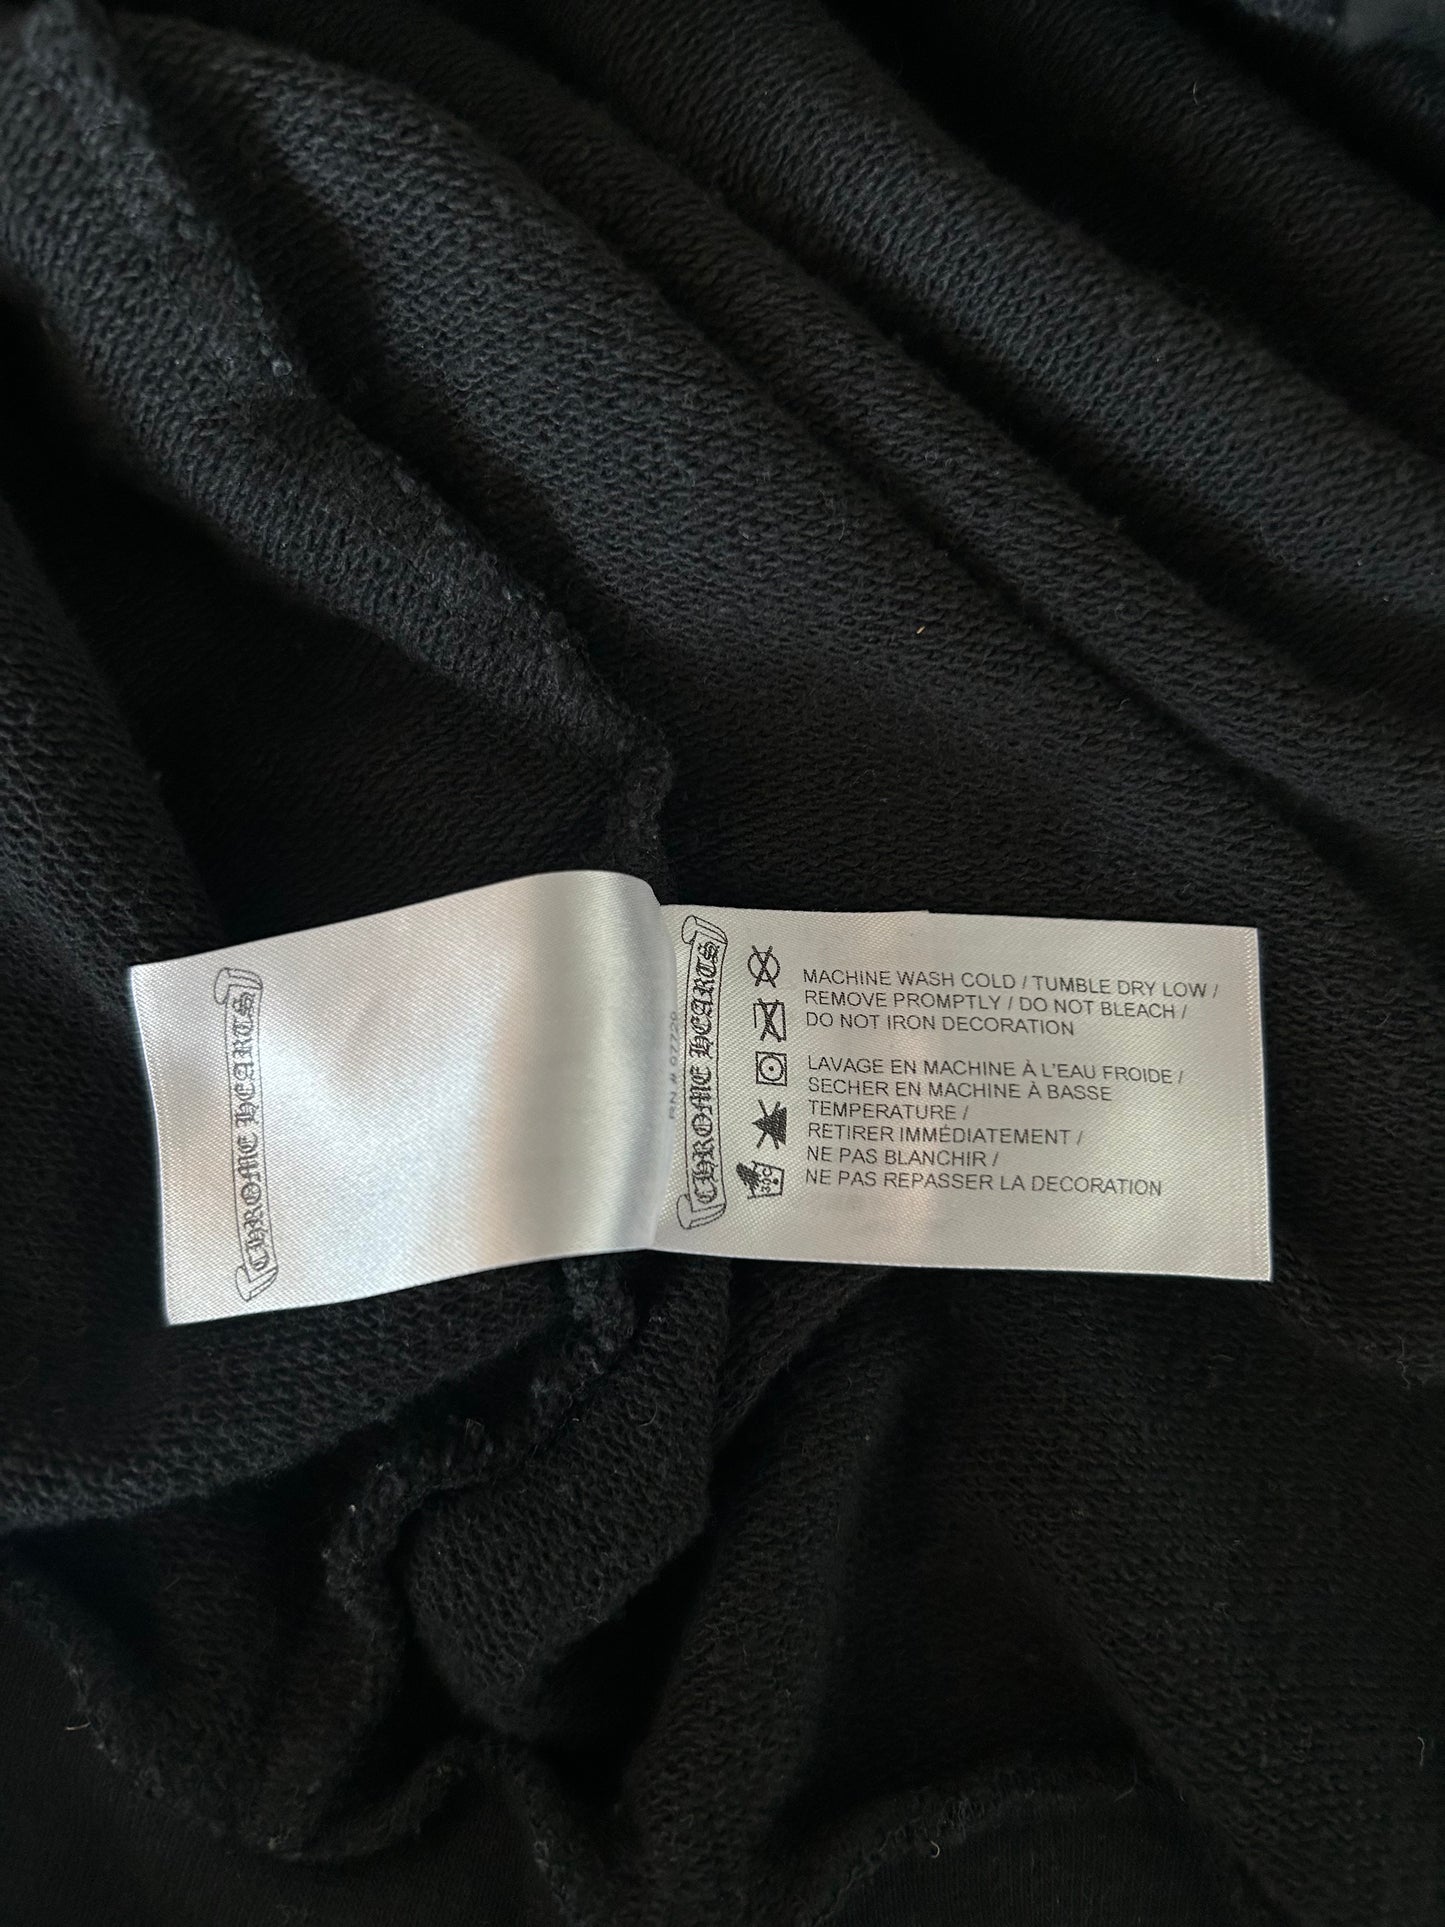 CHROME HEARTS
RN # 07720
CHROME HEARTS
MACHINE WASH COLD / TUMBLE DRY LOW /
REMOVE PROMPTLY / DO NOT BLEACH /
DO NOT IRON DECORATION
LAVAGE EN MACHINE À L'EAU FROIDE /
SECHER EN MACHINE À BASSE
TEMPERATURE /
RETIRER IMMÉDIATEMENT /
NE PAS BLANCHIR /
NE PAS REPASSER LA DECORATION